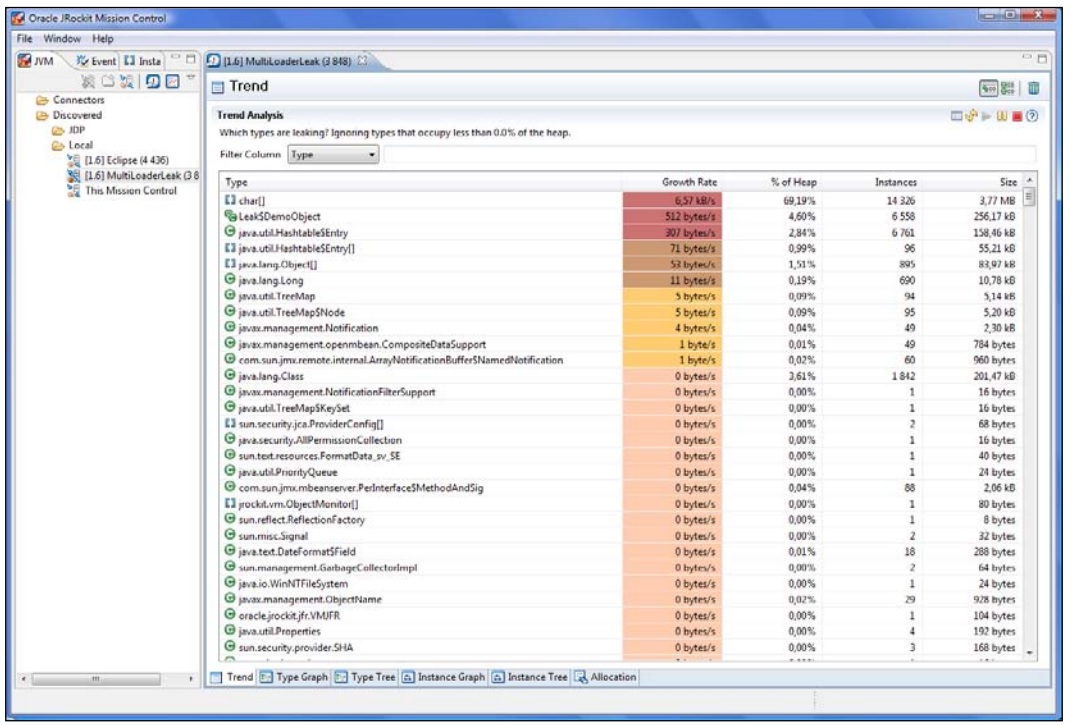 Oracle JRockit Mission Control
File Window Help
JVM Event Insta
[1.6] MultiLoaderLeak (3 848)
Connectors
Discovered
JDP
Local
[1.6] Eclipse (4 436)
[1.6] MultiLoaderLeak (3 8
This Mission Control
Trend
Trend Analysis
Which types are leaking? Ignoring types that occupy less than 0.0% of the heap.
Filter Column Type
Type Growth Rate % of Heap Instances Size
char[] 6,57 kB/s 69,19% 14 326 3,77 MB
Leak$DemoObject 512 bytes/s 4,60% 6 558 256,17 kB
java.util.Hashtable$Entry 307 bytes/s 2,84% 6 761 158,46 kB
java.util.Hashtable$Entry[] 71 bytes/s 0,99% 96 55,21 kB
java.lang.Object[] 53 bytes/s 1,51% 895 83,97 kB
java.lang.Long 11 bytes/s 0,19% 690 10,78 kB
java.util.TreeMap 5 bytes/s 0,09% 94 5,14 kB
java.util.TreeMap$Node 5 bytes/s 0,09% 95 5,20 kB
javax.management.Notification 4 bytes/s 0,04% 49 2,30 kB
javax.management.openmbean.CompositeDataSupport 1 byte/s 0,01% 49 784 bytes
com.sun.jmx.remote.internal.ArrayNotificationBuffer$NamedNotification 1 byte/s 0,02% 60 960 bytes
java.lang.Class 0 bytes/s 3,61% 1 842 201,47 kB
javax.management.NotificationFilterSupport 0 bytes/s 0,00% 1 16 bytes
java.util.TreeMap$KeySet 0 bytes/s 0,00% 1 16 bytes
sun.security.jca.ProviderConfig[] 0 bytes/s 0,00% 2 68 bytes
java.security.AllPermissionCollection 0 bytes/s 0,00% 1 16 bytes
sun.text.resources.FormatData_sv_SE 0 bytes/s 0,00% 1 40 bytes
java.util.PriorityQueue 0 bytes/s 0,00% 1 24 bytes
com.sun.jmx.mbeanserver.PerInterface$MethodAndSig 0 bytes/s 0,04% 88 2,06 kB
jrockit.vm.ObjectMonitor[] 0 bytes/s 0,00% 1 80 bytes
sun.reflect.ReflectionFactory 0 bytes/s 0,00% 1 8 bytes
sun.misc.Signal 0 bytes/s 0,00% 2 32 bytes
java.text.DateFormat$Field 0 bytes/s 0,01% 18 288 bytes
sun.management.GarbageCollectorImpl 0 bytes/s 0,00% 2 64 bytes
java.io.WinNTFileSystem 0 bytes/s 0,00% 1 24 bytes
javax.management.ObjectName 0 bytes/s 0,02% 29 928 bytes
oracle.jrockit.jfr.VMJFR 0 bytes/s 0,00% 1 104 bytes
java.util.Properties 0 bytes/s 0,00% 4 192 bytes
sun.security.provider.SHA 0 bytes/s 0,00% 3 168 bytes
Trend Type Graph Type Tree Instance Graph Instance Tree Allocation